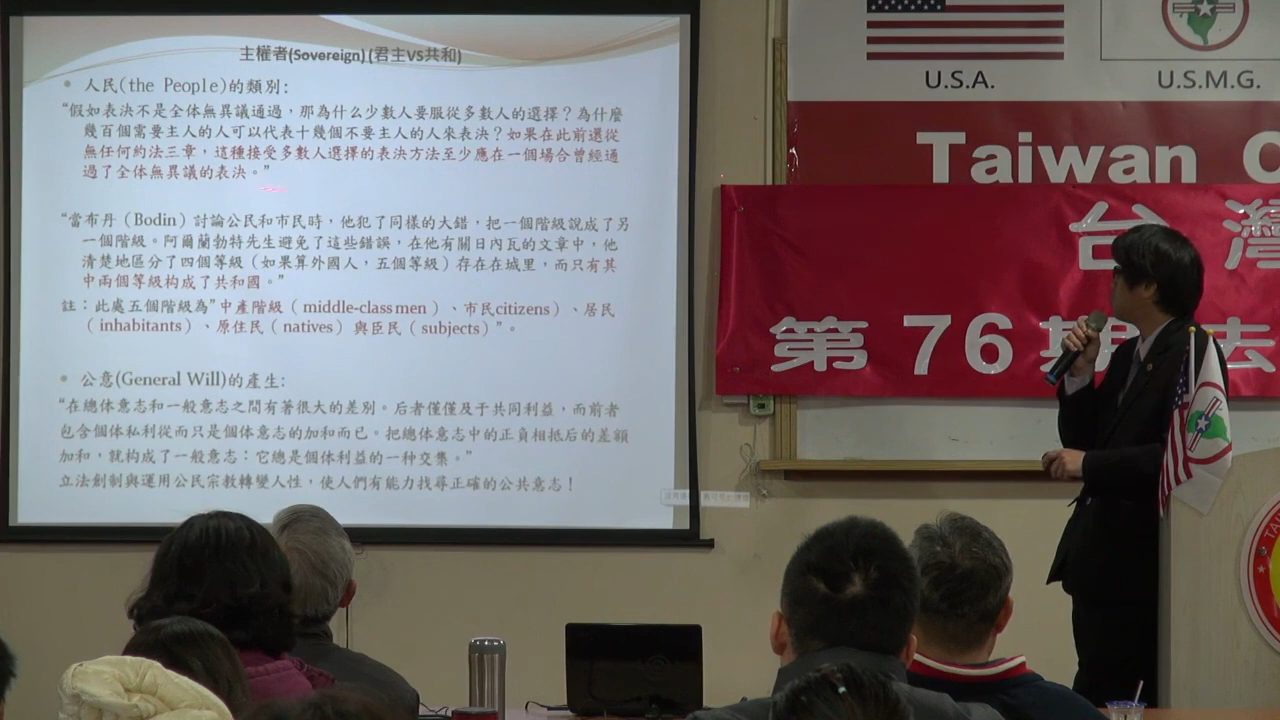 主權者(Sovereign)(君主VS共和)
• 人民(the People)的類別:
“假如表決不是全体無異議通過，那為什么少數人要服從多數人的選擇？為什麼
幾百個需要主人的人可以代表十幾個不要主人的人來表決？如果在此前還從
無任何約法三章，這種接受多數人選擇的表決方法至少應在一個場合曾經通
過了全体無異議的表決。”
“當布丹（Bodin）討論公民和市民時，他犯了同樣的大錯，把一個階級說成了另
一個階級。阿爾蘭勃特先生避免了這些錯誤，在他有關日內瓦的文章中，他
清楚地區分了四個等級（如果算外國人，五個等級）存在在城里，而只有其
中兩個等級构成了共和國。”
註：此處五個階級為”中產階級（middle-class men）、市民citizens）、居民
（inhabitants）、原住民（natives）與臣民（subjects）”。
• 公意(General Will)的產生:
“在總体意志和一般意志之間有著很大的差別。后者僅僅及于共同利益，而前者
包含個体私利從而只是個体意志的加和而已。把總体意志中的正負相抵后的差額
加和，就构成了一般意志：它總是個体利益的一种交集。”
立法創制與運用公民宗教轉變人性，使人們有能力找尋正確的公共意志！
U.S.A.
U.S.M.G.
Taiwan C
台灣
第 76 期 法